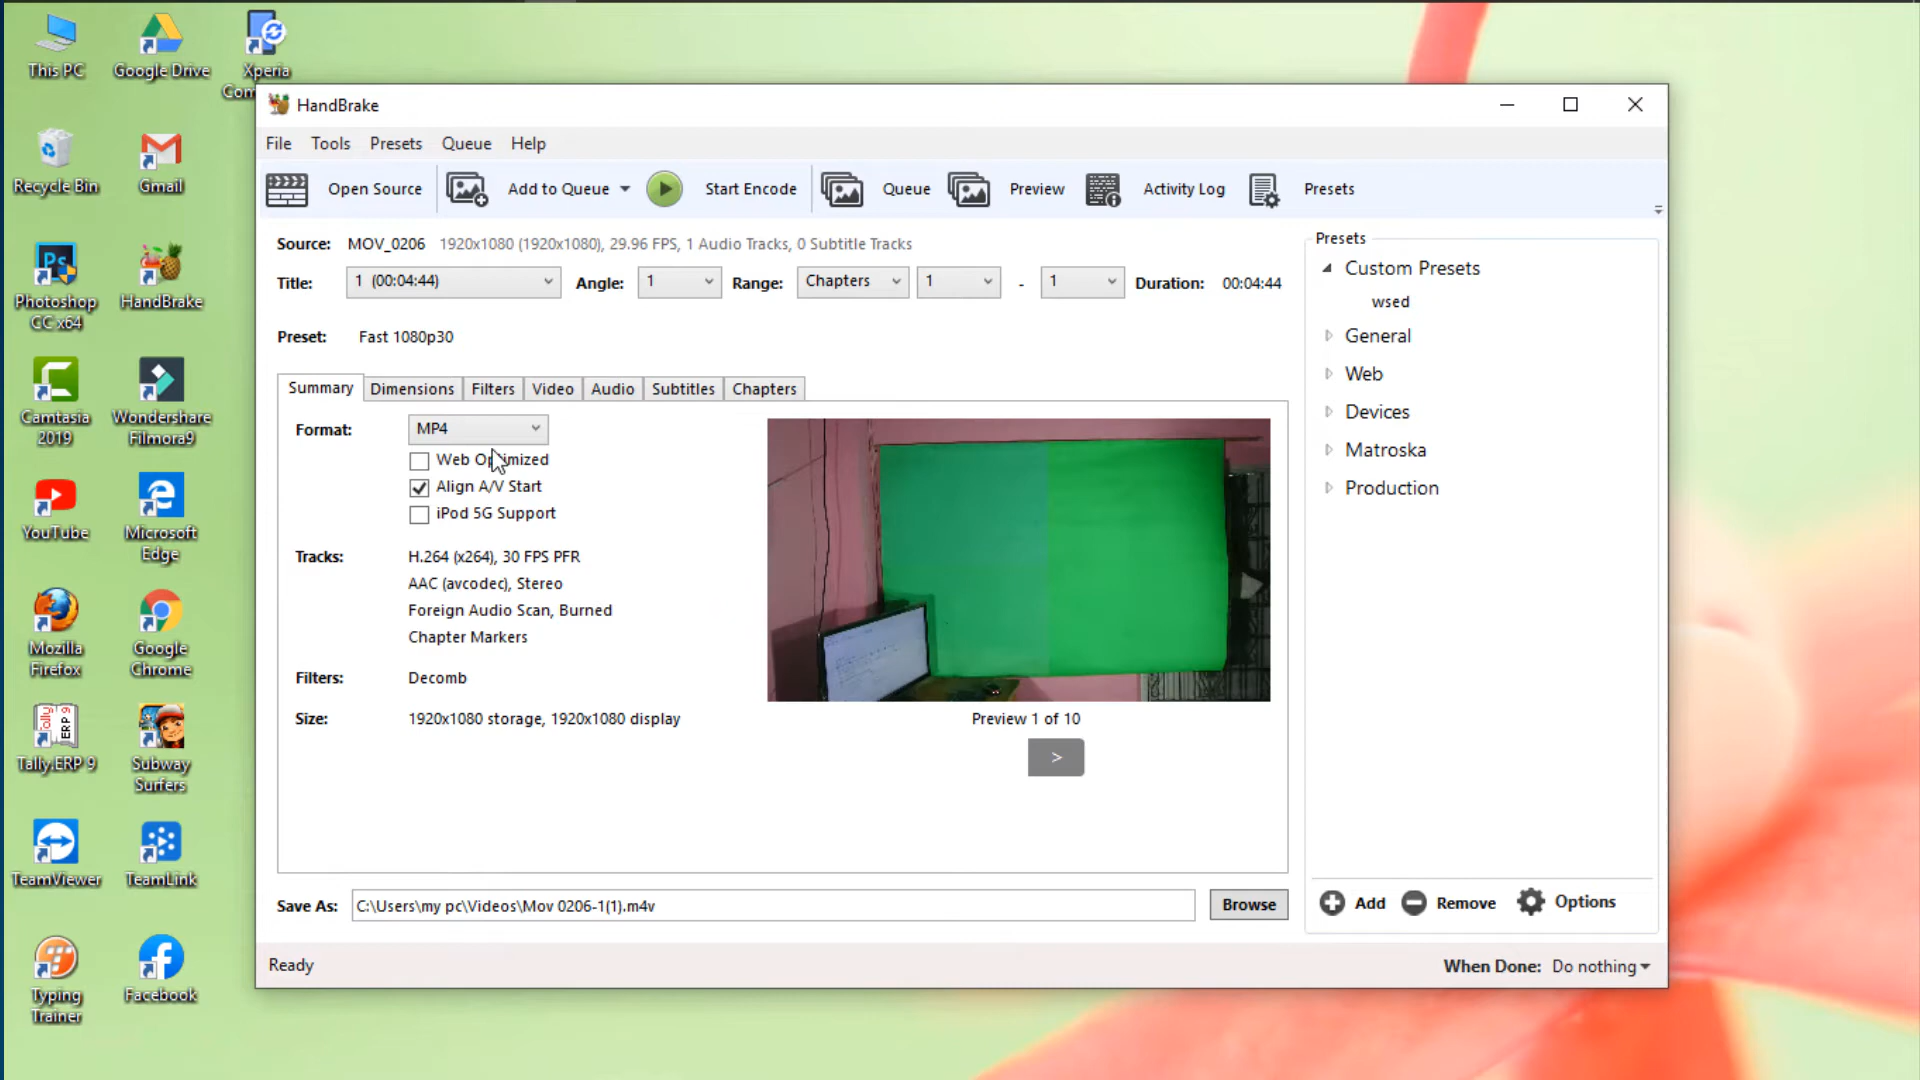 This PC
Google Drive
Xperia
Com
Recycle Bin
Gmail
Photoshop
CC x64
HandBrake
Camtasia
2019
Wondershare
Filmora9
YouTube
Microsoft
Edge
Mozilla
Firefox
Google
Chrome
Tally.ERP 9
Subway
Surfers
TeamViewer
TeamLink
Typing
Trainer
Facebook
HandBrake
File Tools Presets Queue Help
Open Source Add to Queue Start Encode Queue Preview Activity Log Presets
Source: MOV_0206 1920x1080 (1920x1080), 29.96 FPS, 1 Audio Tracks, 0 Subtitle Tracks
Title: 1 (00:04:44) Angle: 1 Range: Chapters 1 - 1 Duration: 00:04:44
Preset: Fast 1080p30
Summary Dimensions Filters Video Audio Subtitles Chapters
Format: MP4
Web Optimized
Align A/V Start
iPod 5G Support
Tracks: H.264 (x264), 30 FPS PFR
AAC (avcodec), Stereo
Foreign Audio Scan, Burned
Chapter Markers
Filters: Decomb
Size: 1920x1080 storage, 1920x1080 display
Preview 1 of 10
>
Save As: C:\Users\my pc\Videos\Mov 0206-1(1).m4v Browse
Presets
Custom Presets
wsed
General
Web
Devices
Matroska
Production
Add Remove Options
Ready
When Done: Do nothing